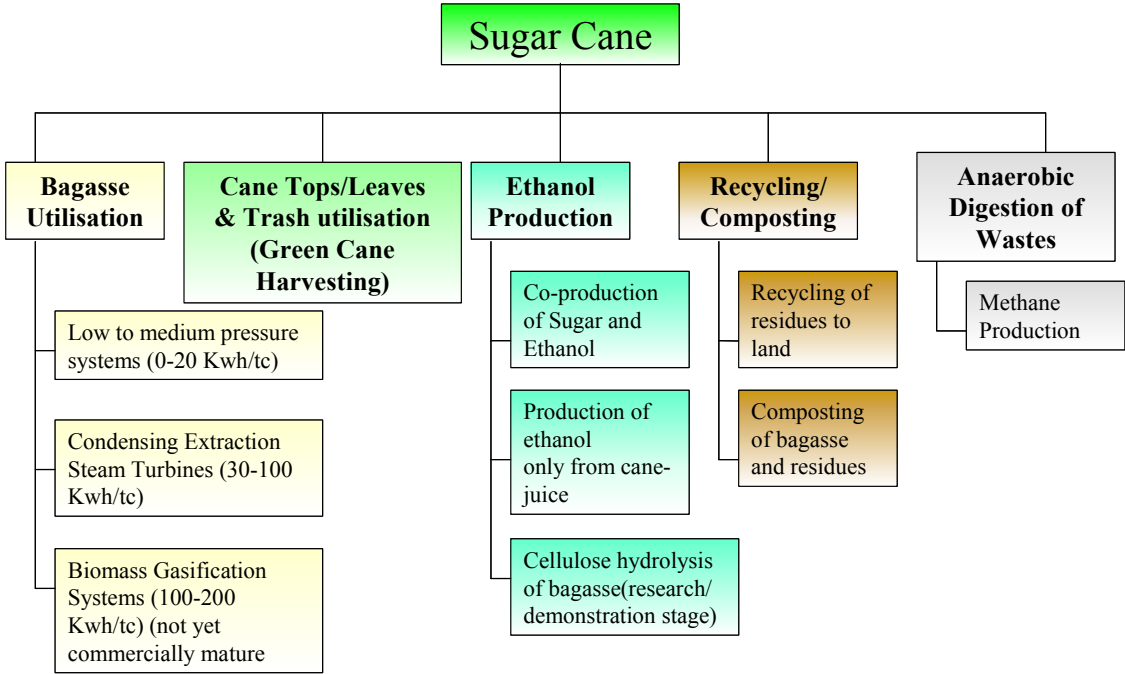 Sugar Cane
Bagasse
Utilisation
Cane Tops/Leaves
& Trash utilisation
(Green Cane
Harvesting)
Ethanol
Production
Recycling/
Composting
Anaerobic
Digestion of
Wastes
Low to medium pressure
systems (0-20 Kwh/tc)
Condensing Extraction
Steam Turbines (30-100
Kwh/tc)
Biomass Gasification
Systems (100-200
Kwh/tc) (not yet
commercially mature
Co-production
of Sugar and
Ethanol
Production of
ethanol
only from cane-
juice
Cellulose hydrolysis
of bagasse(research/
demonstration stage)
Recycling of
residues to
land
Composting
of bagasse
and residues
Methane
Production